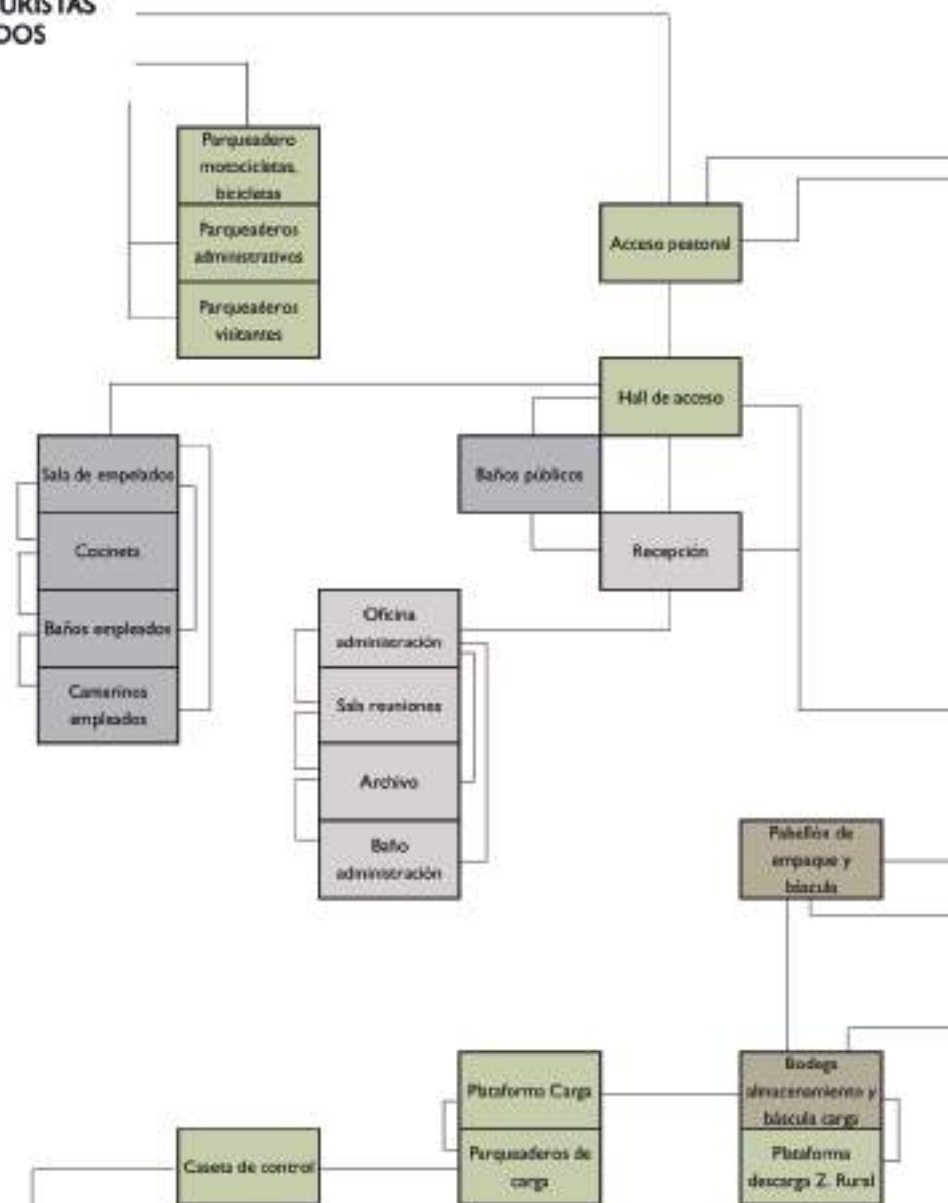 URISTAS
DOS
Parqueadero
motocicletas,
bicicletas
Parqueaderos
administrativos
Parqueaderos
visitantes
Acceso peatonal
Hall de acceso
Baños públicos
Recepción
Sala de empelados
Cocineta
Baños empleados
Camerinos
empleados
Oficina
administración
Sala reuniones
Archivo
Baño
administración
Pabellón de
empaque y
báscula
Bodega
almacenamiento y
báscula carga
Plataforma
descarga Z. Rural
Plataforma Carga
Parqueaderos de
carga
Caseta de control